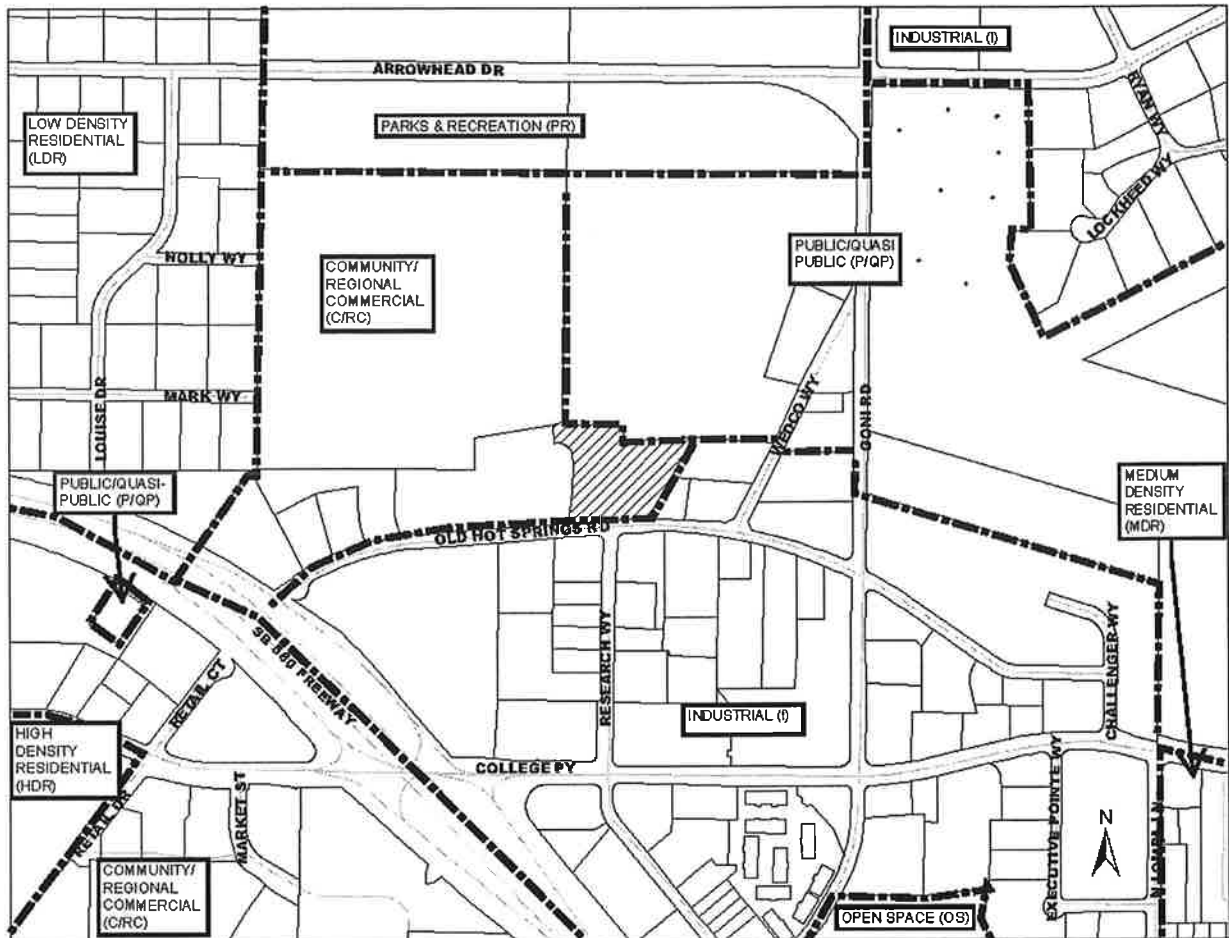 INDUSTRIAL (I)
ARROWHEAD DR
RYAN WY
LOW DENSITY
RESIDENTIAL
(LDR)
PARKS & RECREATION (PR)
LOCKHEED WY
HOLLY WY
COMMUNITY/
REGIONAL
COMMERCIAL
(C/RC)
PUBLIC/QUASI
PUBLIC (P/QP)
LOUISE DR
MARK WY
WEDCO WY
GONI RD
PUBLIC/QUASI-
PUBLIC (P/QP)
MEDIUM
DENSITY
RESIDENTIAL
(MDR)
OLD HOT SPRINGS RD
SB 580 FREEWAY
RESEARCH WY
CHALLENGER WY
RETAIL CT
INDUSTRIAL (I)
HIGH
DENSITY
RESIDENTIAL
(HDR)
COLLEGE PY
RETAIL DR
MARKET ST
EXECUTIVE POINTE WY
N LOMPA LN
N
COMMUNITY/
REGIONAL
COMMERCIAL
(C/RC)
OPEN SPACE (OS)